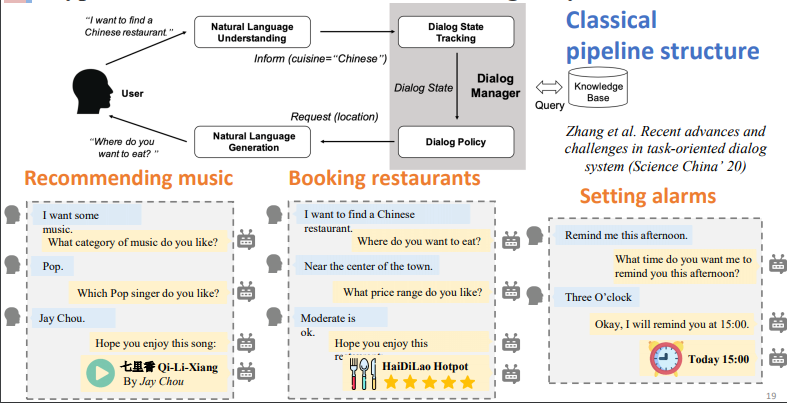 Classical
pipeline structure
"I want to find a
Chinese restaurant."
Natural Language
Understanding
Dialog State
Tracking
Inform (cuisine="Chinese")
User
Dialog State
Dialog
Manager
Query
Knowledge
Base
Request (location)
"Where do you
want to eat? "
Natural Language
Generation
Dialog Policy
Zhang et al. Recent advances and
challenges in task-oriented dialog
system (Science China' 20)
Recommending music
I want some
music.
What category of music do you like?
Pop.
Which Pop singer do you like?
Jay Chou.
Hope you enjoy this song:
七里香 Qi-Li-Xiang
By Jay Chou
Booking restaurants
I want to find a Chinese
restaurant.
Where do you want to eat?
Near the center of the town.
What price range do you like?
Moderate is
ok.
Hope you enjoy this
HaiDiLao Hotpot
Setting alarms
Remind me this afternoon.
What time do you want me to
remind you this afternoon?
Three O'clock
Okay, I will remind you at 15:00.
Today 15:00
19